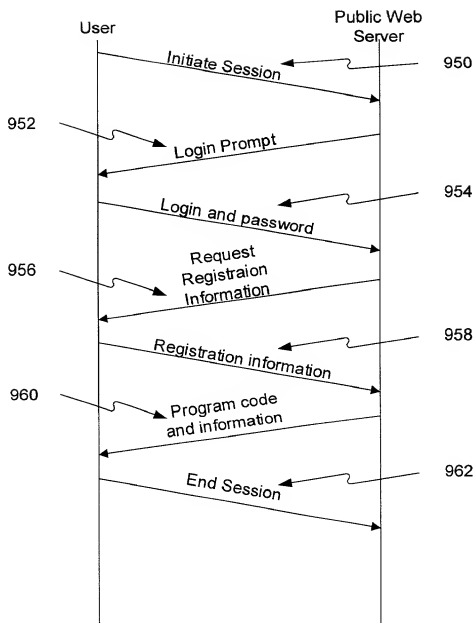 User
Public Web
Server
950
Initiate Session
952
Login Prompt
954
Login and password
956
Request
Registraion
Information
958
Registration information
960
Program code
and information
962
End Session